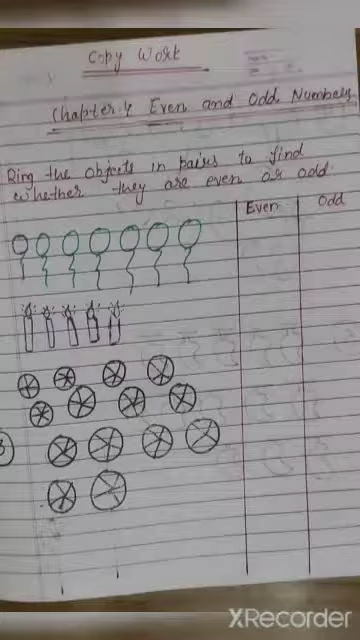 Copy Work
Chapter 4 Even and Odd Numbers
Ring the objects in pairs to find
whether they are even or odd.
Even
Odd
3
XRecorder